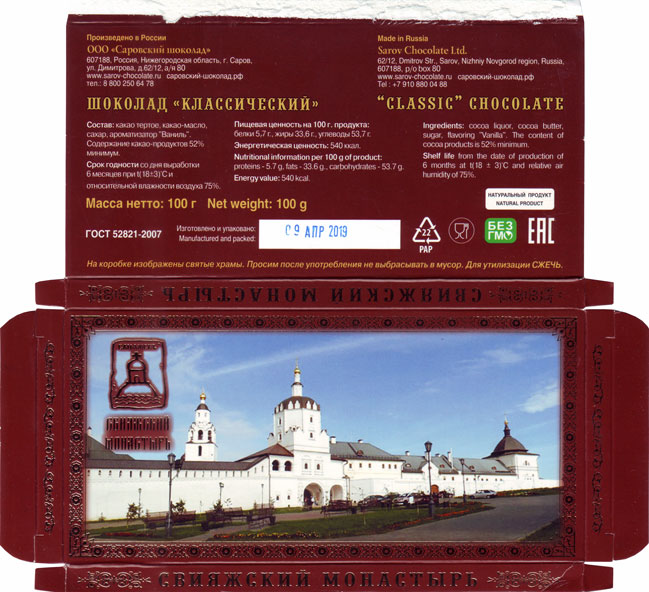 Произведено в России
ООО «Саровский шоколад»
607188, Россия, Нижегородская область, г. Саров,
ул. Димитрова, д.62/12, а/я 80
www.sarov-chocolate.ru саровский-шоколад.рф
тел.: 8 800 250 64 78
Made in Russia
Sarov Chocolate Ltd.
62/12, Dmitrov Str., Sarov, Nizhniy Novgorod region, Russia,
607188, p/o box 80
www.sarov-chocolate.ru саровский-шоколад.рф
Tel : +7 910 880 04 88
ШОКОЛАД «КЛАССИЧЕСКИЙ»
"CLASSIC" CHOCOLATE
Состав: какао тертое, какао-масло,
сахар, ароматизатор "Ваниль".
Содержание какао-продуктов 52%
минимум.
Срок годности со дня выработки
6 месяцев при t(18±3)˚С и
относительной влажности воздуха 75%.
Пищевая ценность на 100 г. продукта:
белки 5,7 г., жиры 33,6 г., углеводы 53,7 г.
Энергетическая ценность: 540 ккал.
Nutritional information per 100 g of product:
proteins - 5.7 g, fats - 33.6 g., carbohydrates - 53.7 g.
Energy value: 540 kcal.
Ingredients: cocoa liquor, cocoa butter,
sugar, flavoring "Vanilla". The content of
cocoa products is 52% minimum.
Shelf life from the date of production of
6 months at t(18 ± 3)˚C and relative air
humidity of 75%.
Масса нетто: 100 г Net weight: 100 g
НАТУРАЛЬНЫЙ ПРОДУКТ
NATURAL PRODUCT
ГОСТ 52821-2007
Изготовлено и упаковано:
Manufactured and packed:
09 АПР 2019
22
PAP
БЕЗ
ГМО
EAC
На коробке изображены святые храмы. Просим после употребления не выбрасывать в мусор. Для утилизации СЖЕЧЬ.
СВИЯЖСКИЙ МОНАСТЫРЬ
СВИЯЖСКИЙ
МОНАСТЫРЬ
СВИЯЖСКИЙ МОНАСТЫРЬ